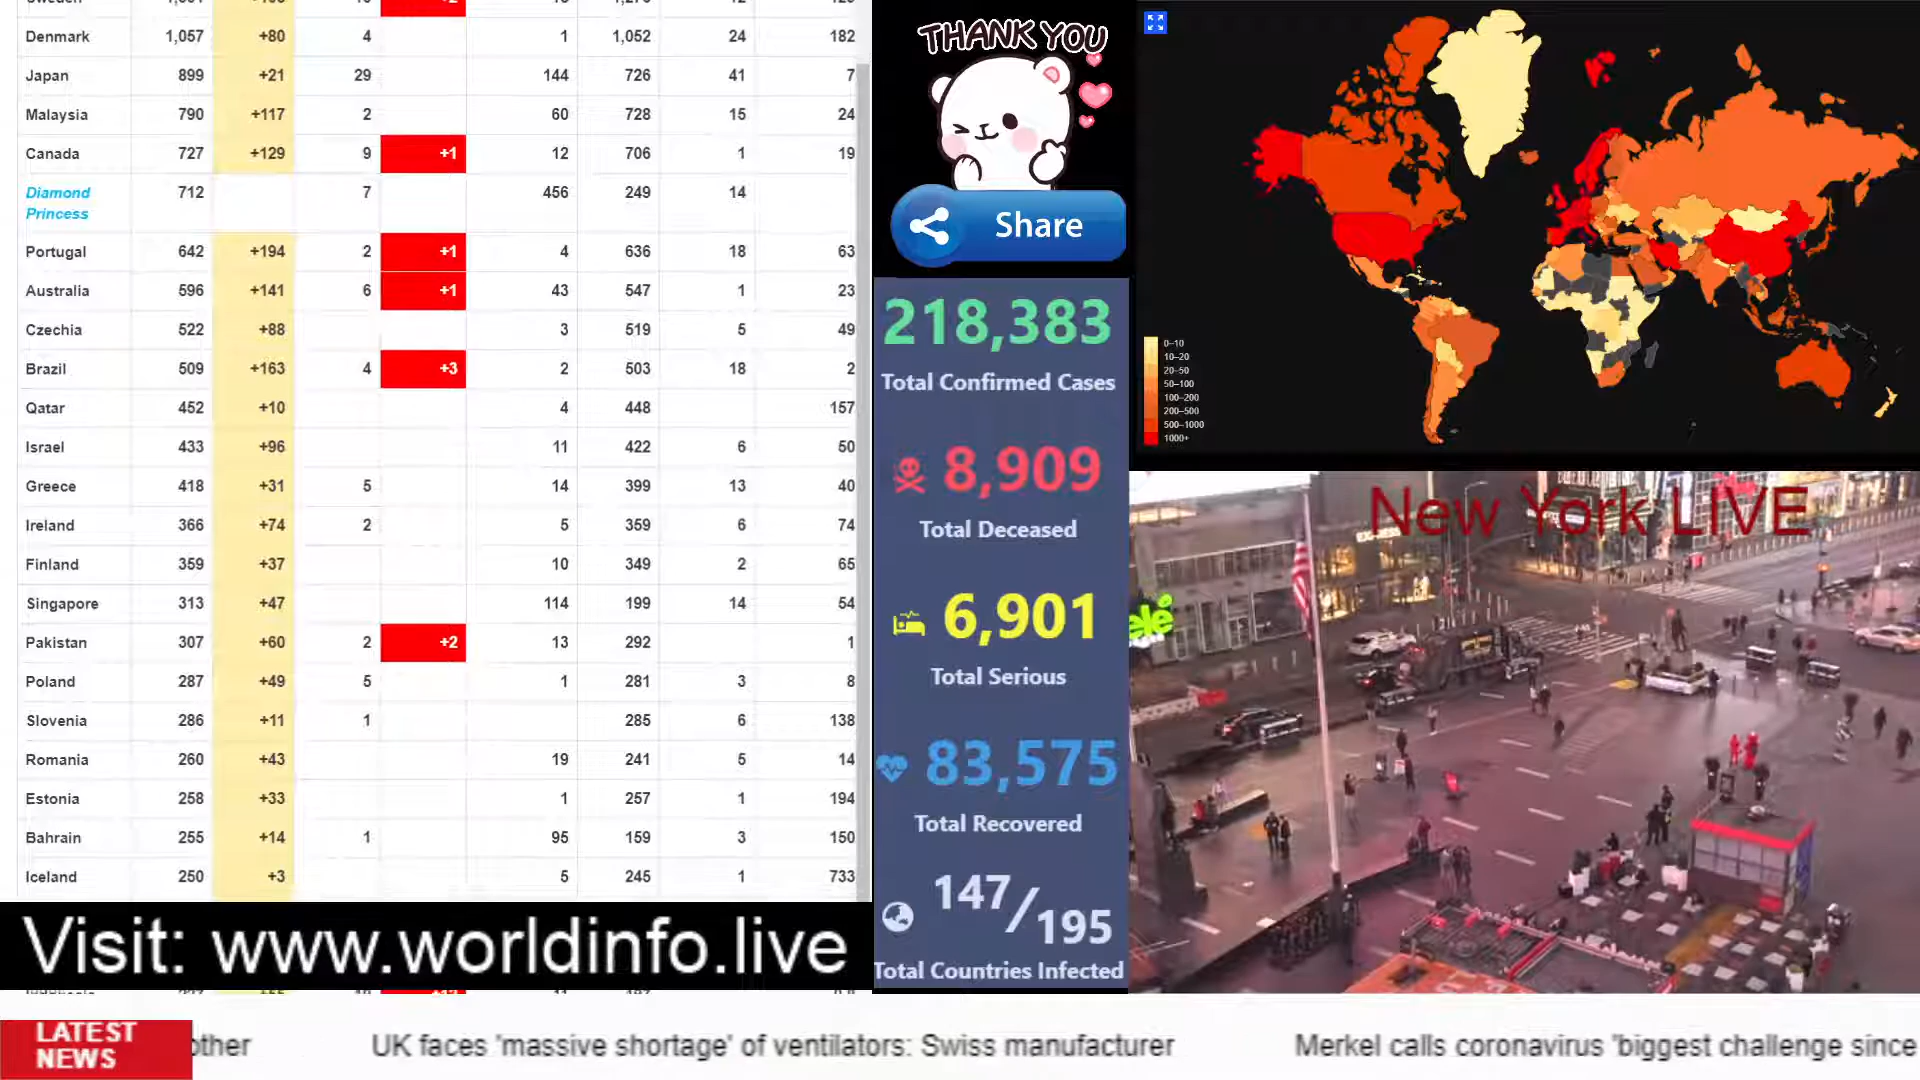 Denmark 1,057 +80 4 1 1,052 24 182
Japan 899 +21 29 144 726 41 7
Malaysia 790 +117 2 60 728 15 24
Canada 727 +129 9 +1 12 706 1 19
Diamond Princess 712 7 456 249 14
Portugal 642 +194 2 +1 4 636 18 63
Australia 596 +141 6 +1 43 547 1 23
Czechia 522 +88 3 519 5 49
Brazil 509 +163 4 +3 2 503 18 2
Qatar 452 +10 4 448 157
Israel 433 +96 11 422 6 50
Greece 418 +31 5 14 399 13 40
Ireland 366 +74 2 5 359 6 74
Finland 359 +37 10 349 2 65
Singapore 313 +47 114 199 14 54
Pakistan 307 +60 2 +2 13 292 1
Poland 287 +49 5 1 281 3 8
Slovenia 286 +11 1 285 6 138
Romania 260 +43 19 241 5 14
Estonia 258 +33 1 257 1 194
Bahrain 255 +14 1 95 159 3 150
Iceland 250 +3 5 245 1 733
Visit: www.worldinfo.live
THANK YOU
Share
218,383
Total Confirmed Cases
8,909
Total Deceased
6,901
Total Serious
83,575
Total Recovered
147/195
Total Countries Infected
0–10
10–20
20–50
50–100
100–200
200–500
500–1000
1000+
New York LIVE
elé
LATEST NEWS
other
UK faces 'massive shortage' of ventilators: Swiss manufacturer
Merkel calls coronavirus 'biggest challenge since